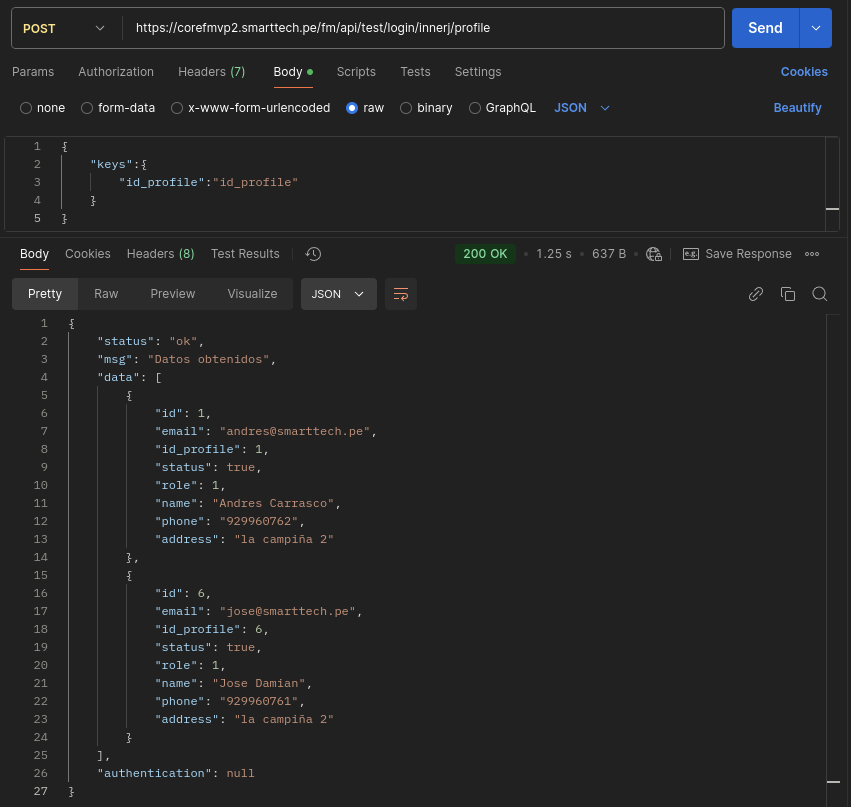 POST https://corefmvp2.smarttech.pe/fm/api/test/login/innerj/profile Send
Params Authorization Headers (7) Body Scripts Tests Settings Cookies
none form-data x-www-form-urlencoded raw binary GraphQL JSON Beautify
1 {
2 "keys":{
3 "id_profile":"id_profile"
4 }
5 }
Body Cookies Headers (8) Test Results 200 OK • 1.25 s • 637 B • e.g. Save Response
Pretty Raw Preview Visualize JSON
1 {
2 "status": "ok",
3 "msg": "Datos obtenidos",
4 "data": [
5 {
6 "id": 1,
7 "email": "andres@smarttech.pe",
8 "id_profile": 1,
9 "status": true,
10 "role": 1,
11 "name": "Andres Carrasco",
12 "phone": "929960762",
13 "address": "la campiña 2"
14 },
15 {
16 "id": 6,
17 "email": "jose@smarttech.pe",
18 "id_profile": 6,
19 "status": true,
20 "role": 1,
21 "name": "Jose Damian",
22 "phone": "929960761",
23 "address": "la campiña 2"
24 }
25 ],
26 "authentication": null
27 }